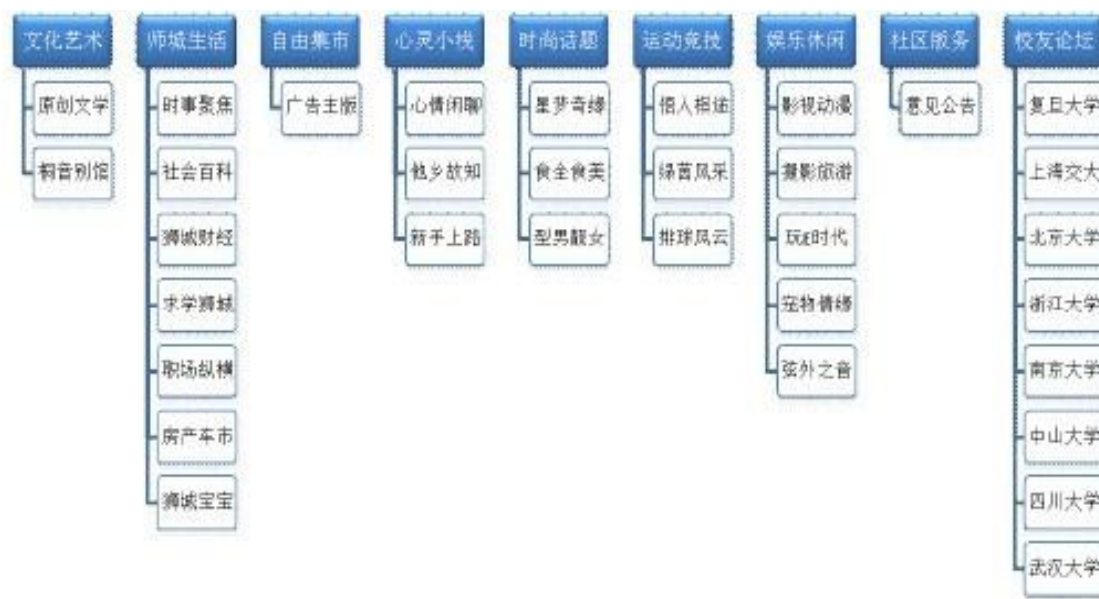 文化艺术
原创文学
桐音别馆
师城生活
时事聚焦
社会百科
狮城财经
求学狮城
职场纵横
房产车市
狮城宝宝
自由集市
广告主版
心灵小栈
心情闲聊
他乡故知
新手上路
时尚话题
星梦奇缘
食全食美
型男靓女
运动竞技
绿茵风采
排球风云
娱乐休闲
影视动漫
摄影旅游
玩E时代
宠物情缘
弦外之音
社区版务
意见公告
校友论坛
复旦大学
上海交大
北京大学
浙江大学
南京大学
中山大学
四川大学
武汉大学